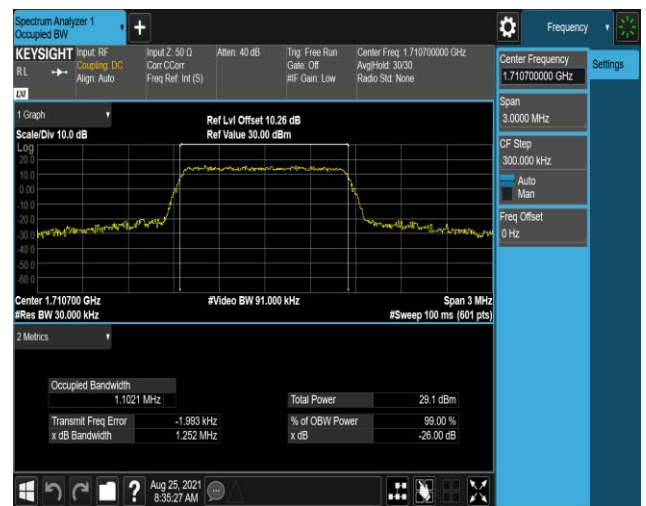 Spectrum Analyzer 1
Occupied BW
+
Frequency
KEYSIGHT
RL
LXI
Input: RF
Coupling: DC
Align: Auto
Input Z: 50 Ω
Corr CCorr
Freq Ref: Int (S)
Atten: 40 dB
Trig: Free Run
Gate: Off
#IF Gain: Low
Center Freq: 1.710700000 GHz
Avg|Hold: 30/30
Radio Std: None
Center Frequency
1.710700000 GHz
Settings
Span
3.0000 MHz
CF Step
300.000 kHz
Auto
Man
Freq Offset
0 Hz
1 Graph
Scale/Div 10.0 dB
Ref Lvl Offset 10.26 dB
Ref Value 30.00 dBm
Log
20.0
10.0
0.00
-10.0
-20.0
-30.0
-40.0
-50.0
-60.0
Center 1.710700 GHz
#Video BW 91.000 kHz
Span 3 MHz
#Res BW 30.000 kHz
#Sweep 100 ms (601 pts)
2 Metrics
Occupied Bandwidth
1.1021 MHz
Total Power 29.1 dBm
Transmit Freq Error -1.993 kHz
% of OBW Power 99.00 %
x dB Bandwidth 1.252 MHz
x dB -26.00 dB
?
Aug 25, 2021
8:35:27 AM